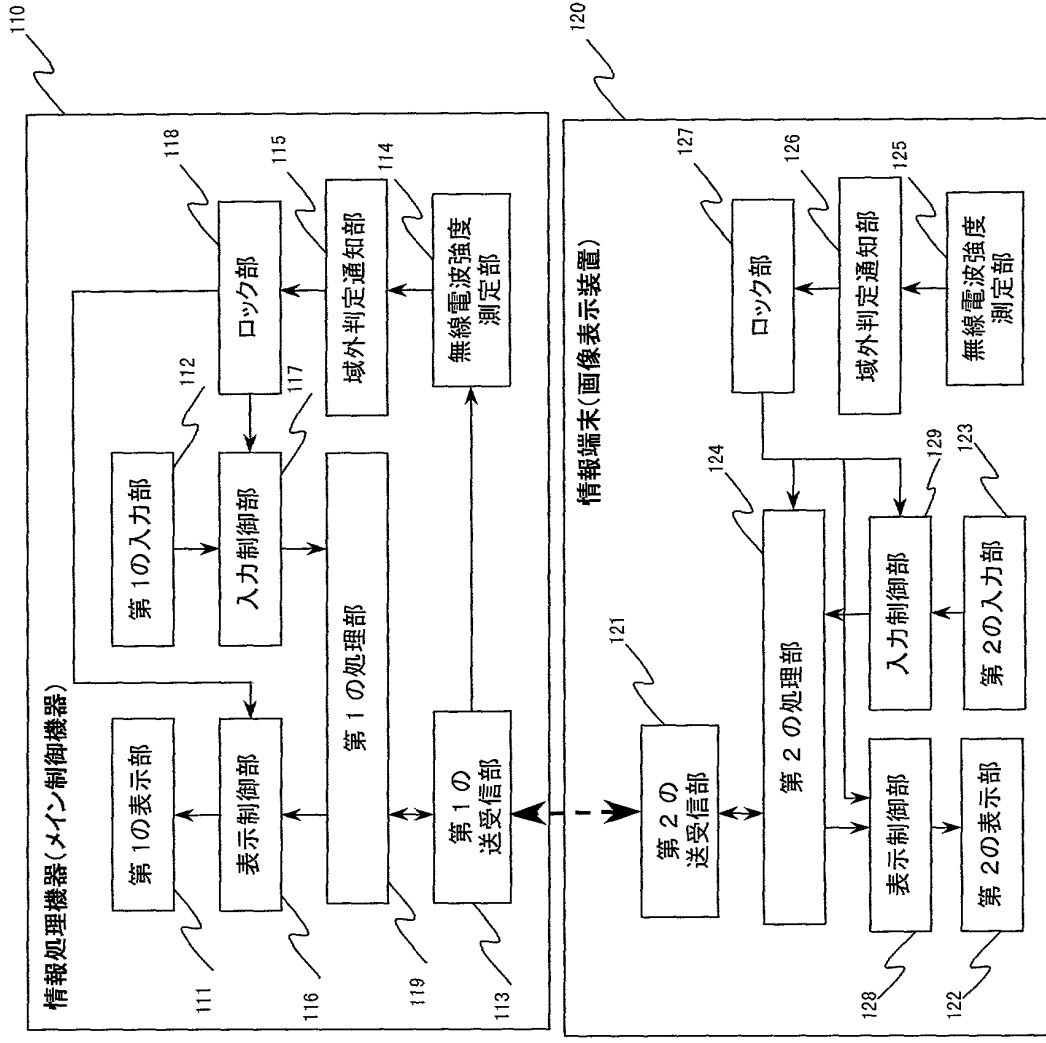 110
情報処理機器(メイン制御機器)
第1の表示部
111
表示制御部
116
第1の処理部
119
第1の
送受信部
113
第1の入力部
112
入力制御部
117
ロック部
118
域外判定通知部
115
無線電波強度
測定部
114
120
情報端末(画像表示装置)
第2の
送受信部
121
第2の処理部
124
表示制御部
128
第2の表示部
122
入力制御部
129
第2の入力部
123
ロック部
127
域外判定通知部
126
無線電波強度
測定部
125